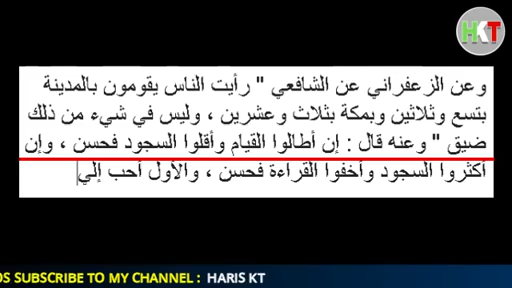 HKT
وعن الزعفراني عن الشافعي " رأيت الناس يقومون بالمدينة
بتسع وثلاثين وبمكة بثلاث وعشرين ، وليس في شيء من ذلك
ضيق " وعنه قال : إن أطالوا القيام وأقلوا السجود فحسن ، وإن
أكثروا السجود وأخفوا القراءة فحسن ، والأول أحب إلي
OS SUBSCRIBE TO MY CHANNEL : HARIS KT